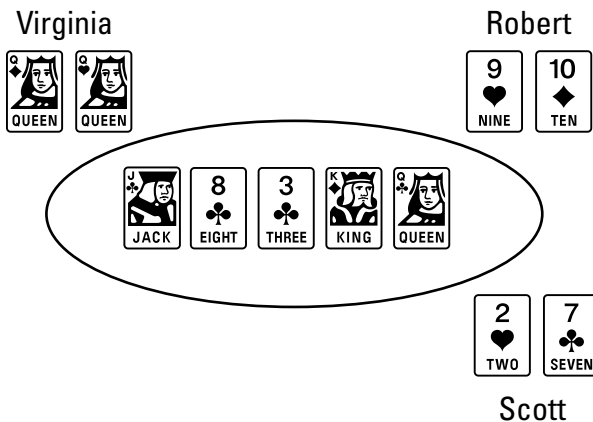 Virginia
Robert
Q
QUEEN
Q
QUEEN
9
NINE
10
TEN
J
JACK
8
EIGHT
3
THREE
K
KING
Q
QUEEN
2
TWO
7
SEVEN
Scott